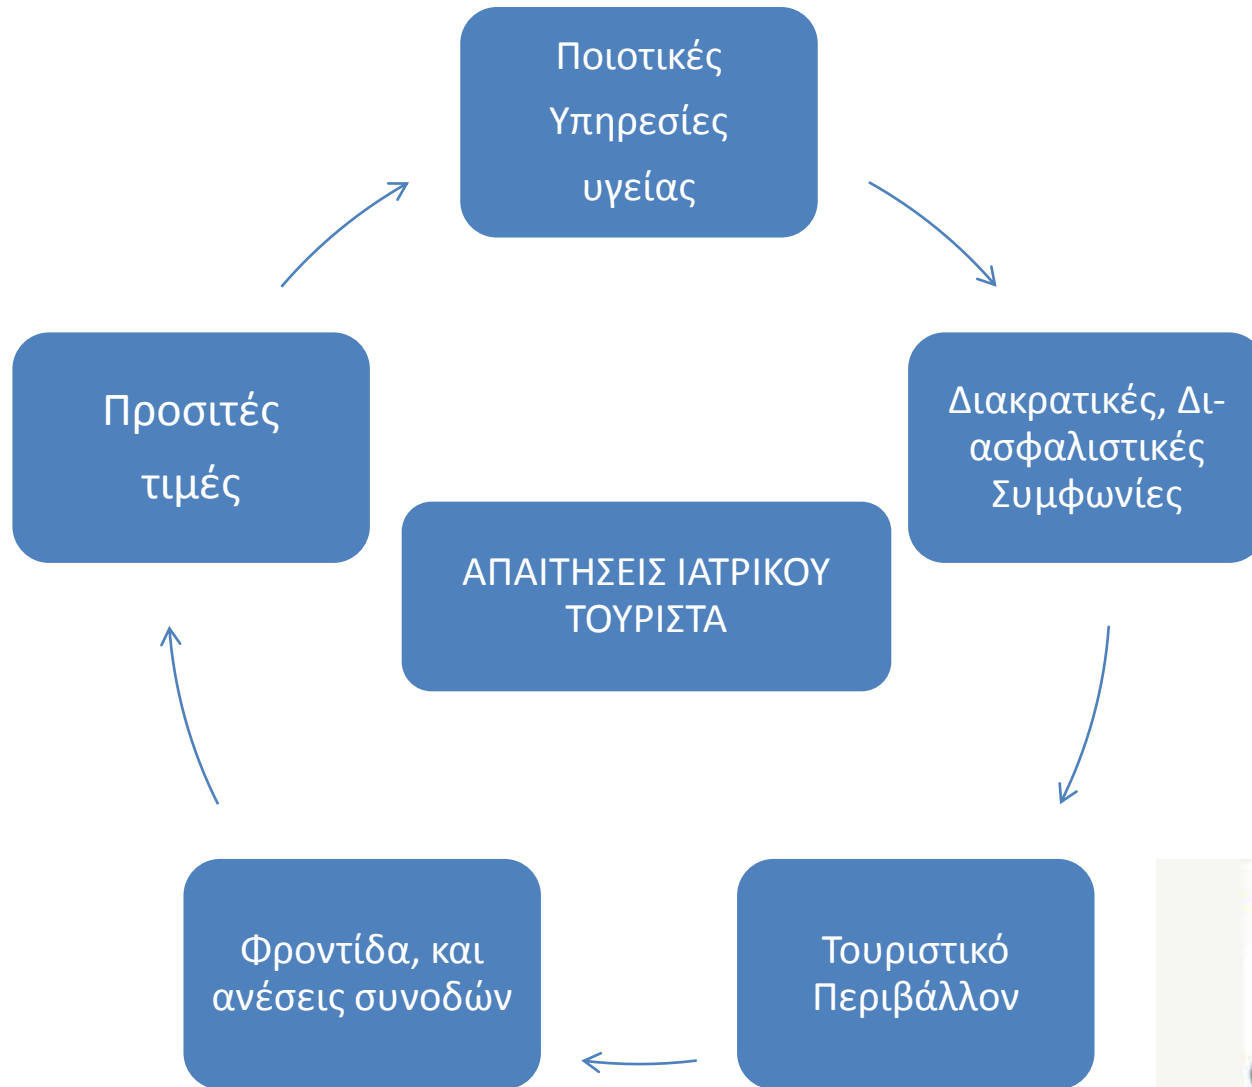 Ποιοτικές
Υπηρεσίες
υγείας
Διακρατικές, Δι-
ασφαλιστικές
Συμφωνίες
Τουριστικό
Περιβάλλον
Φροντίδα, και
ανέσεις συνοδών
Προσιτές
τιμές
ΑΠΑΙΤΗΣΕΙΣ ΙΑΤΡΙΚΟΥ
ΤΟΥΡΙΣΤΑ